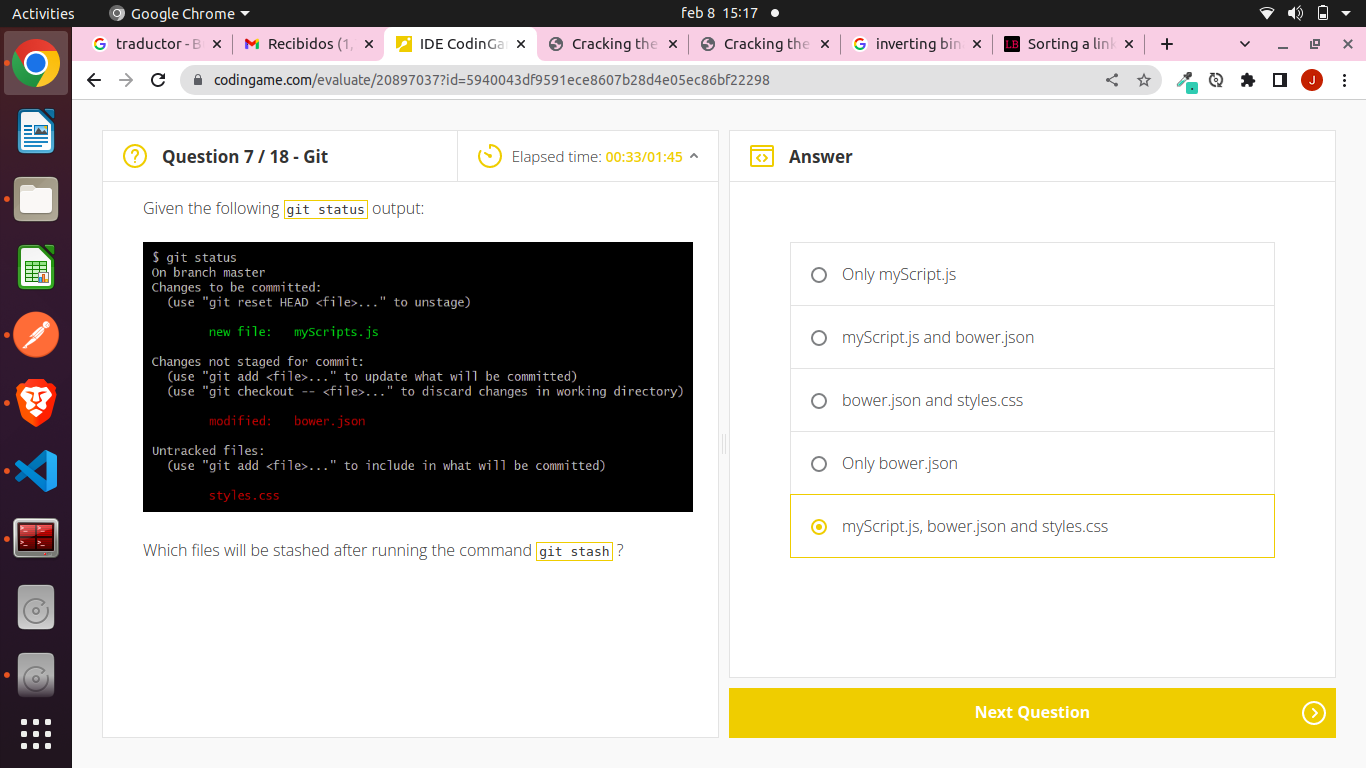 Activities Google Chrome feb 8 15:17
traductor - B Recibidos (1, IDE CodinGa Cracking the Cracking the inverting bin LB Sorting a link
codingame.com/evaluate/20897037?id=5940043df9591ece8607b28d4e05ec86bf22298 J
Question 7 / 18 - Git Elapsed time: 00:33/01:45
Given the following git status output:
$ git status
On branch master
Changes to be committed:
(use "git reset HEAD <file>..." to unstage)
new file: myScripts.js
Changes not staged for commit:
(use "git add <file>..." to update what will be committed)
(use "git checkout -- <file>..." to discard changes in working directory)
modified: bower.json
Untracked files:
(use "git add <file>..." to include in what will be committed)
styles.css
Which files will be stashed after running the command git stash ?
Answer
Only myScript.js
myScript.js and bower.json
bower.json and styles.css
Only bower.json
myScript.js, bower.json and styles.css
Next Question